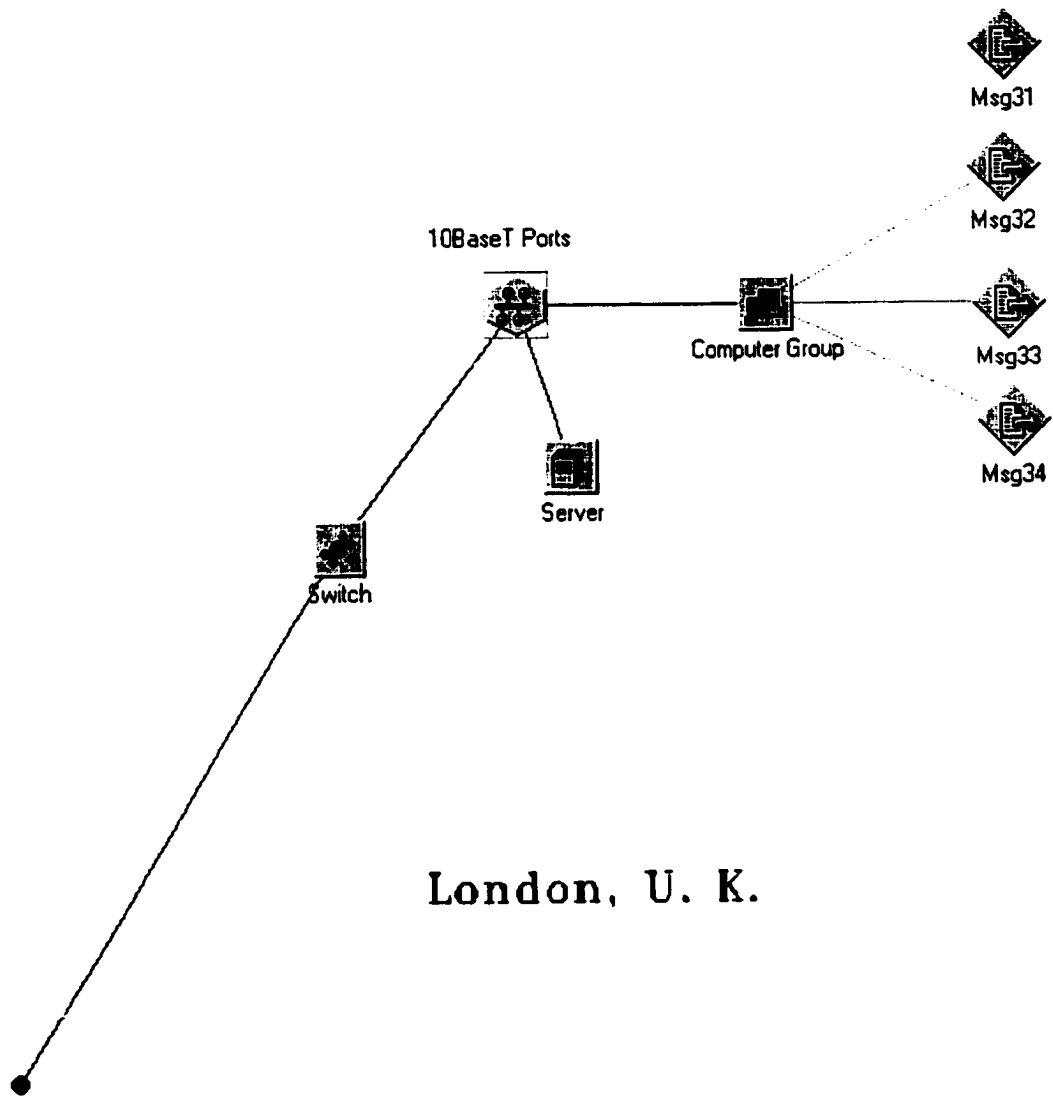 Msg31
Msg32
10BaseT Ports
Computer Group
Msg33
Msg34
Server
Switch
London, U. K.